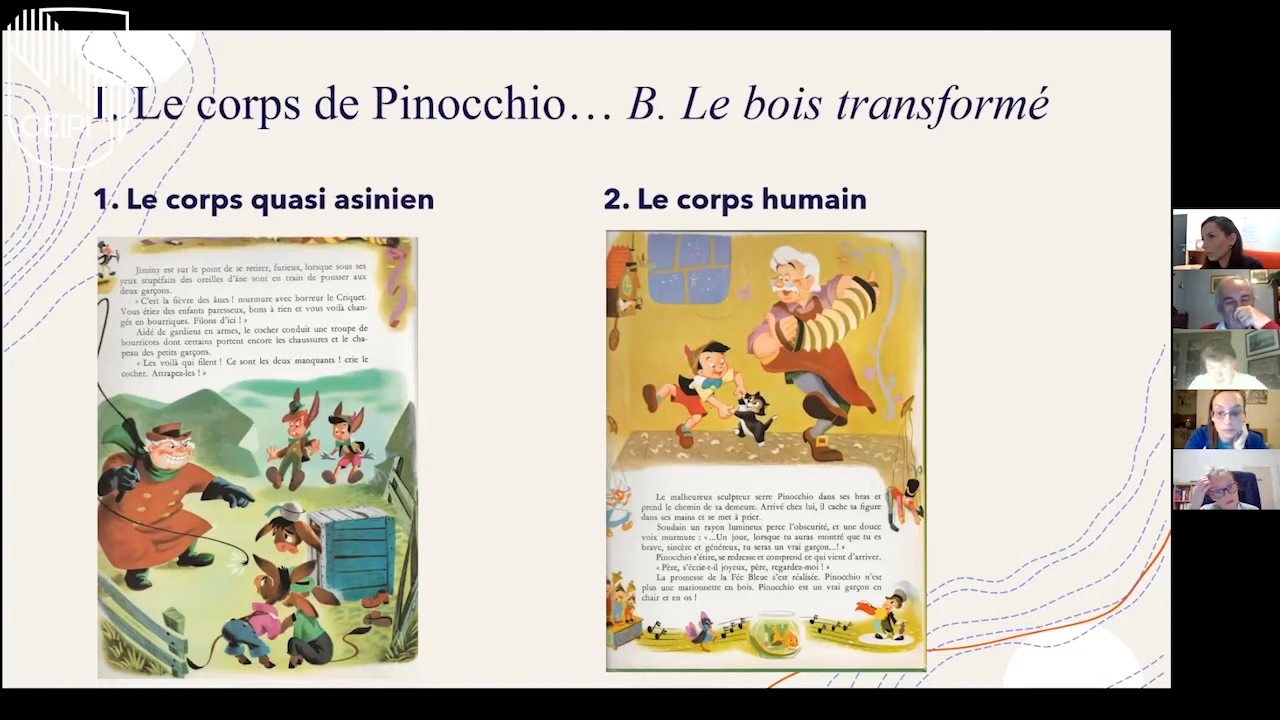 CEIPI
I. Le corps de Pinocchio… B. Le bois transformé
1. Le corps quasi asinien
Jiminy est sur le point de se retirer, furieux, lorsque sous ses
yeux stupéfaits des oreilles d'âne sont en train de pousser aux
deux garçons.
« C'est la fièvre des ânes ! murmure avec horreur le Criquet.
Vous étiez des enfants paresseux, bons à rien et vous voilà chan-
gés en bourriques. Filons d'ici ! »
Aidé de gardiens en armes, le cocher conduit une troupe de
bourricots dont certains portent encore les chaussures et le cha-
peau des petits garçons.
« Les voilà qui filent ! Ce sont les deux manquants ! crie le
cocher. Attrapez-les ! »
2. Le corps humain
Le malheureux sculpteur serre Pinocchio dans ses bras et
prend le chemin de sa demeure. Arrivé chez lui, il cache sa figure
dans ses mains et se met à prier.
Soudain un rayon lumineux perce l'obscurité, et une douce
voix murmure : « ...Un jour, lorsque tu auras montré que tu es
brave, sincère et généreux, tu seras un vrai garçon...! »
Pinocchio s'étire, se redresse et comprend ce qui vient d'arriver.
« Père, s'écrie-t-il joyeux, père, regardez-moi ! »
La promesse de la Fée Bleue s'est réalisée. Pinocchio n'est
plus une marionnette en bois. Pinocchio est un vrai garçon en
chair et en os !